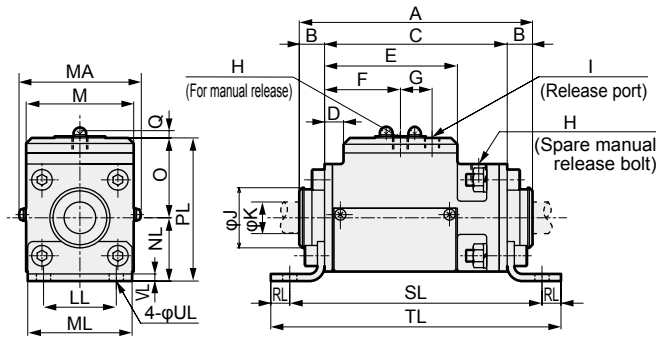 MA
M
H
(For manual release)
Q
O
PL
NL
VL
LL
ML
4-φUL
A
B
C
B
E
F
G
D
I
(Release port)
H
(Spare manual
release bolt)
φJ
φK
RL
SL
RL
TL